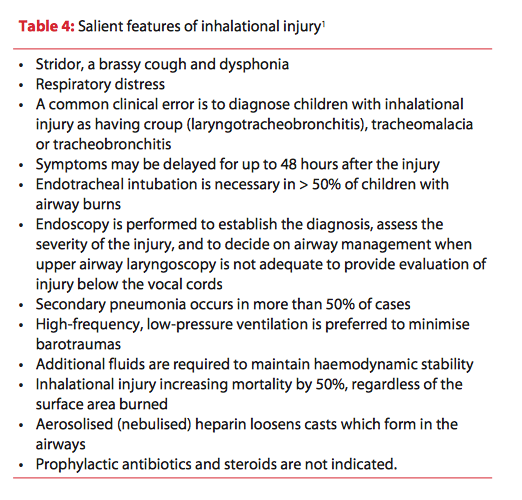 Table 4: Salient features of inhalational injury1
• Stridor, a brassy cough and dysphonia
• Respiratory distress
• A common clinical error is to diagnose children with inhalational
injury as having croup (laryngotracheobronchitis), tracheomalacia
or tracheobronchitis
• Symptoms may be delayed for up to 48 hours after the injury
• Endotracheal intubation is necessary in > 50% of children with
airway burns
• Endoscopy is performed to establish the diagnosis, assess the
severity of the injury, and to decide on airway management when
upper airway laryngoscopy is not adequate to provide evaluation of
injury below the vocal cords
• Secondary pneumonia occurs in more than 50% of cases
• High-frequency, low-pressure ventilation is preferred to minimise
barotraumas
• Additional fluids are required to maintain haemodynamic stability
• Inhalational injury increasing mortality by 50%, regardless of the
surface area burned
• Aerosolised (nebulised) heparin loosens casts which form in the
airways
• Prophylactic antibiotics and steroids are not indicated.